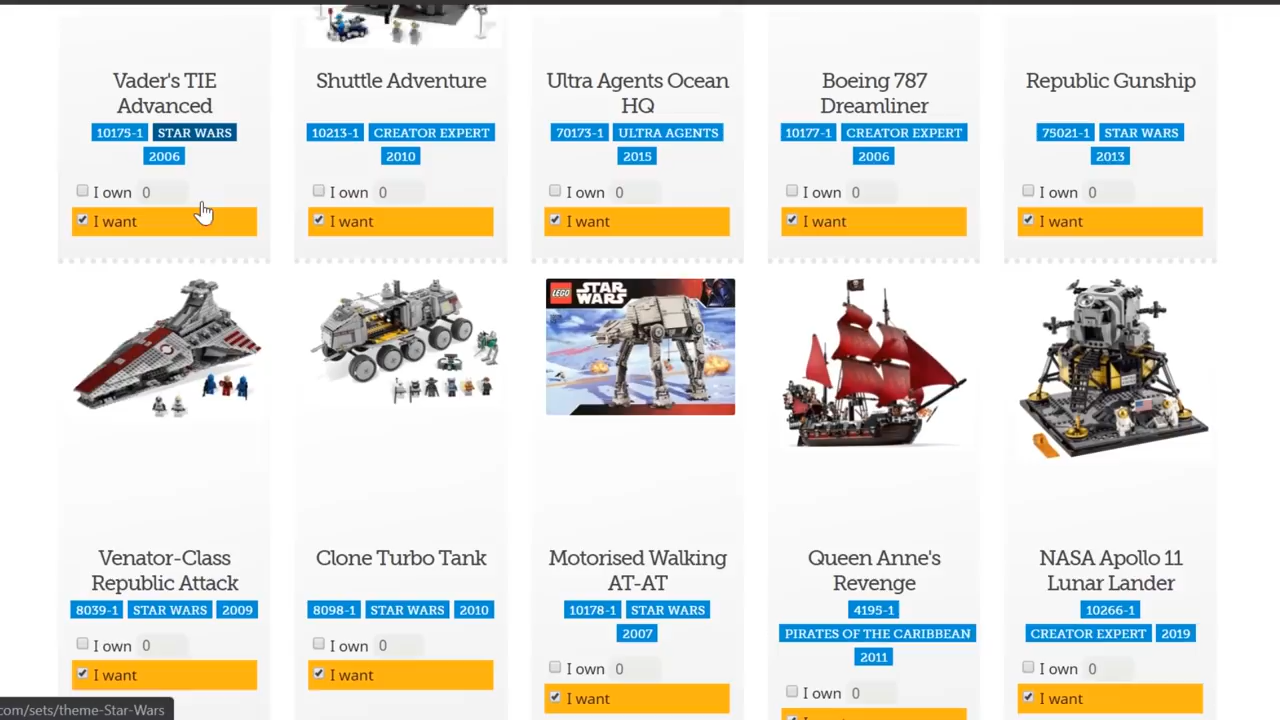 Vader's TIE
Advanced
10175-1 STAR WARS
2006
I own 0
I want
Shuttle Adventure
10213-1 CREATOR EXPERT
2010
I own 0
I want
Ultra Agents Ocean
HQ
70173-1 ULTRA AGENTS
2015
I own 0
I want
Boeing 787
Dreamliner
10177-1 CREATOR EXPERT
2006
I own 0
I want
Republic Gunship
75021-1 STAR WARS
2013
I own 0
I want
Venator-Class
Republic Attack
8039-1 STAR WARS 2009
I own 0
I want
Clone Turbo Tank
8098-1 STAR WARS 2010
I own 0
I want
LEGO STAR WARS
Motorised Walking
AT-AT
10178-1 STAR WARS
2007
I own 0
I want
Queen Anne's
Revenge
4195-1
PIRATES OF THE CARIBBEAN
2011
I own 0
NASA Apollo 11
Lunar Lander
10266-1
CREATOR EXPERT 2019
I own 0
I want
com/sets/theme-Star-Wars